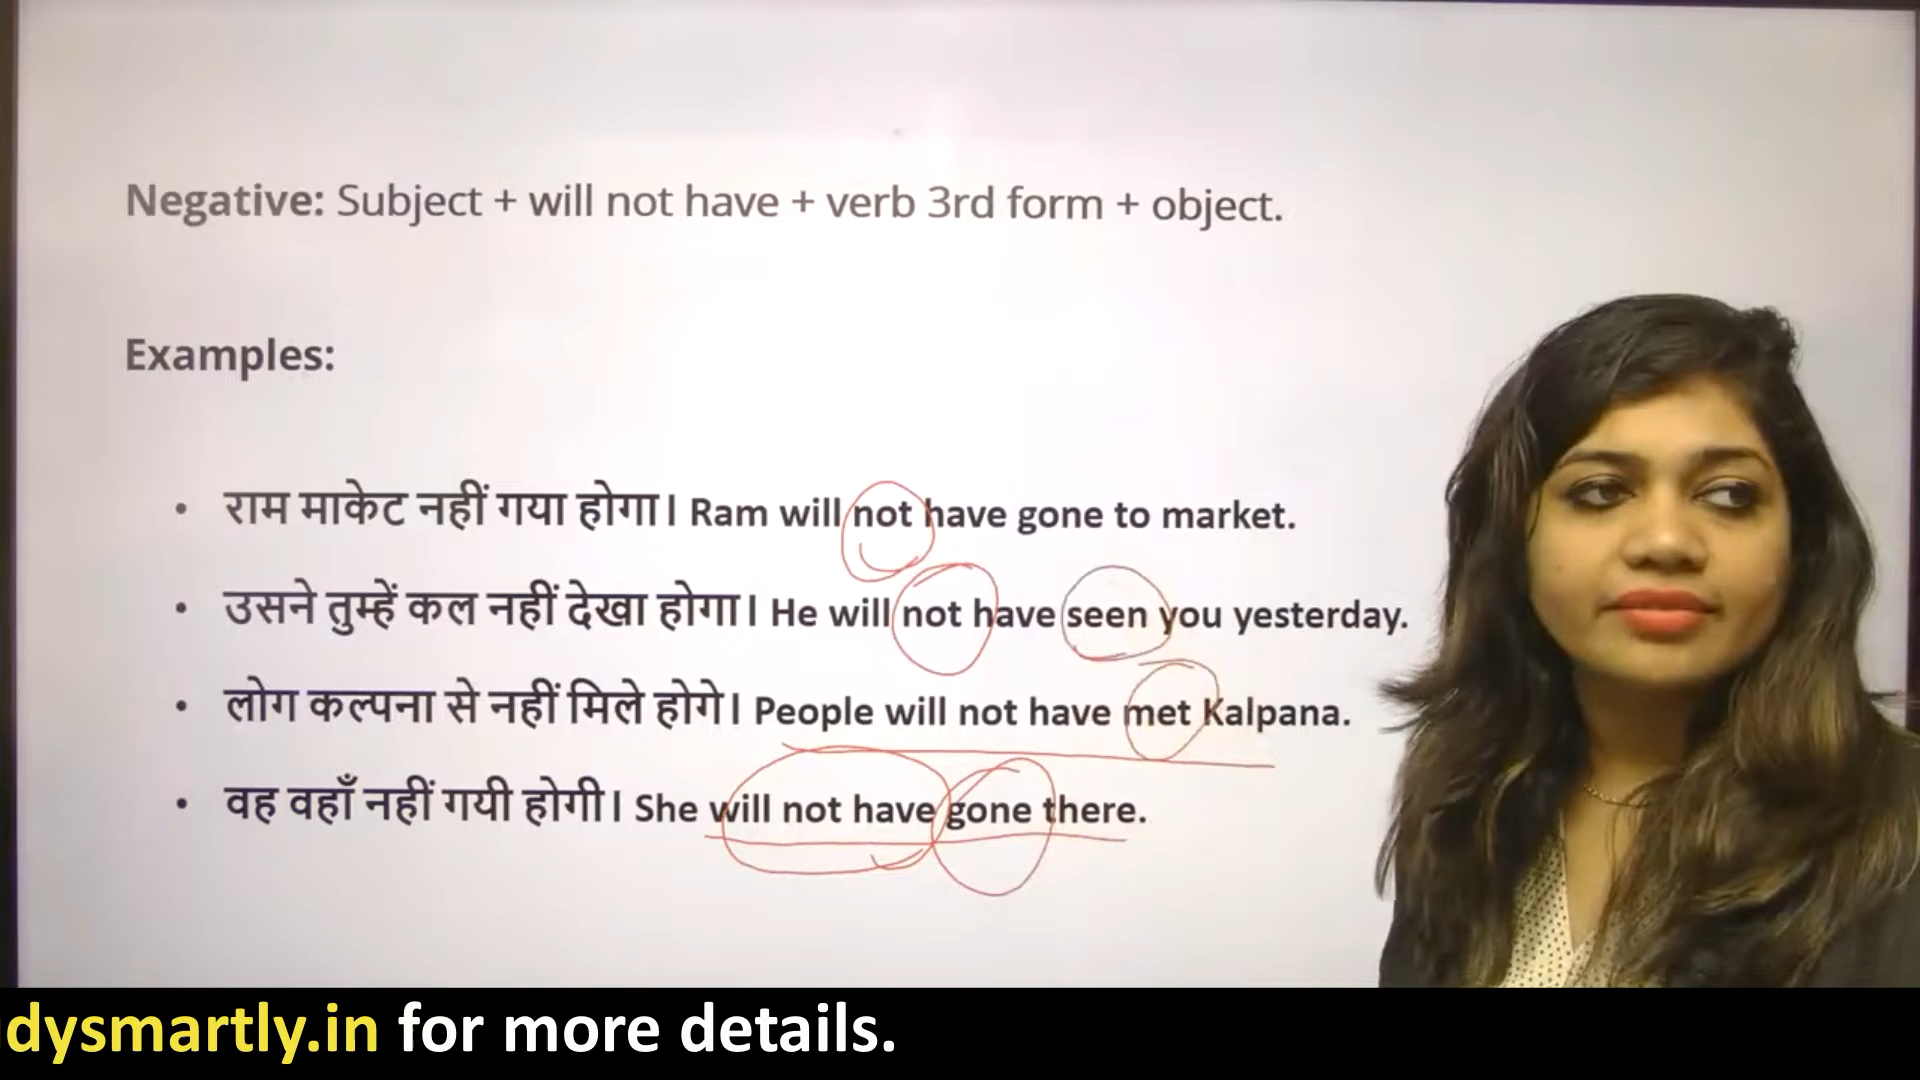 Negative: Subject + will not have + verb 3rd form + object.
Examples:
• राम माकेट नहीं गया होगा। Ram will not have gone to market.
• उसने तुम्हें कल नहीं देखा होगा। He will not have seen you yesterday.
• लोग कल्पना से नहीं मिले होगे। People will not have met Kalpana.
• वह वहाँ नहीं गयी होगी। She will not have gone there.
dysmartly.in for more details.